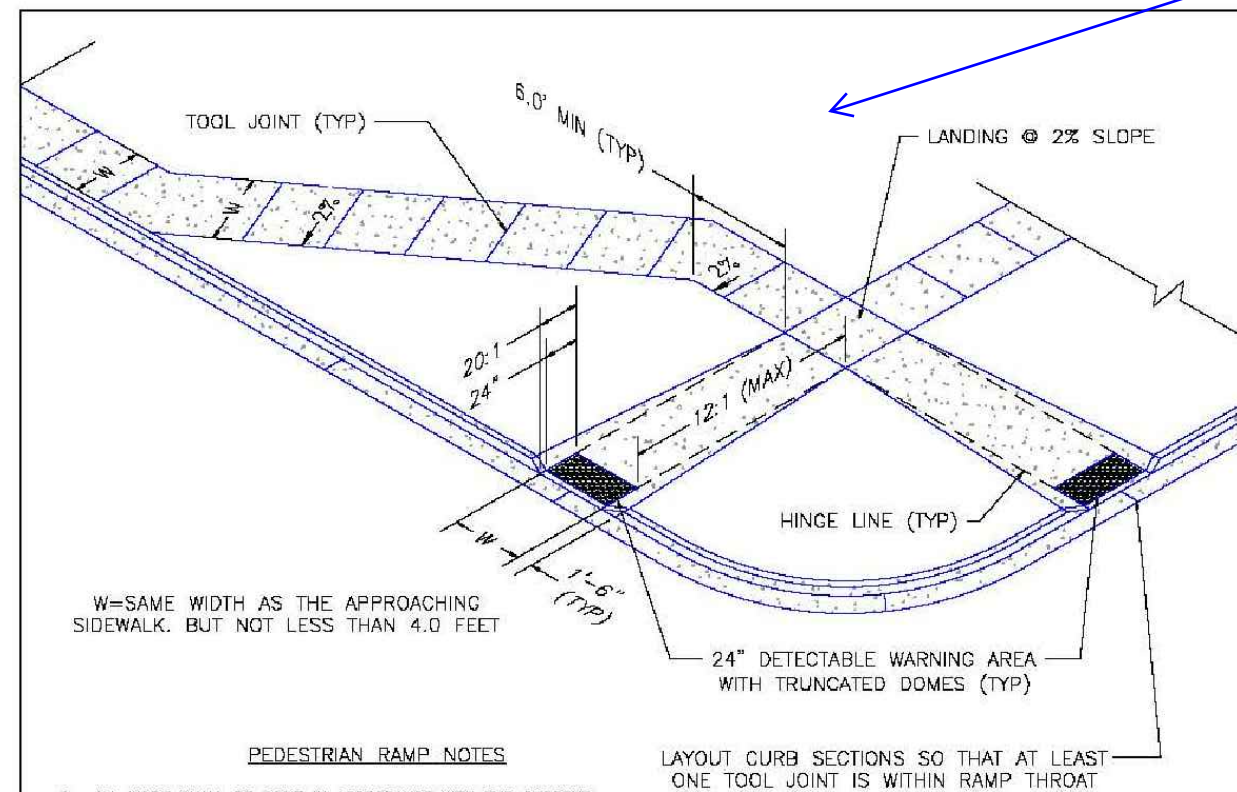 TOOL JOINT (TYP)
6.0' MIN (TYP)
LANDING @ 2% SLOPE
W
W
2%
2%
20:1
24"
12:1 (MAX)
HINGE LINE (TYP)
W
1'-6"
(TYP)
W=SAME WIDTH AS THE APPROACHING
SIDEWALK. BUT NOT LESS THAN 4.0 FEET
24" DETECTABLE WARNING AREA
WITH TRUNCATED DOMES (TYP)
PEDESTRIAN RAMP NOTES
LAYOUT CURB SECTIONS SO THAT AT LEAST
ONE TOOL JOINT IS WITHIN RAMP THROAT